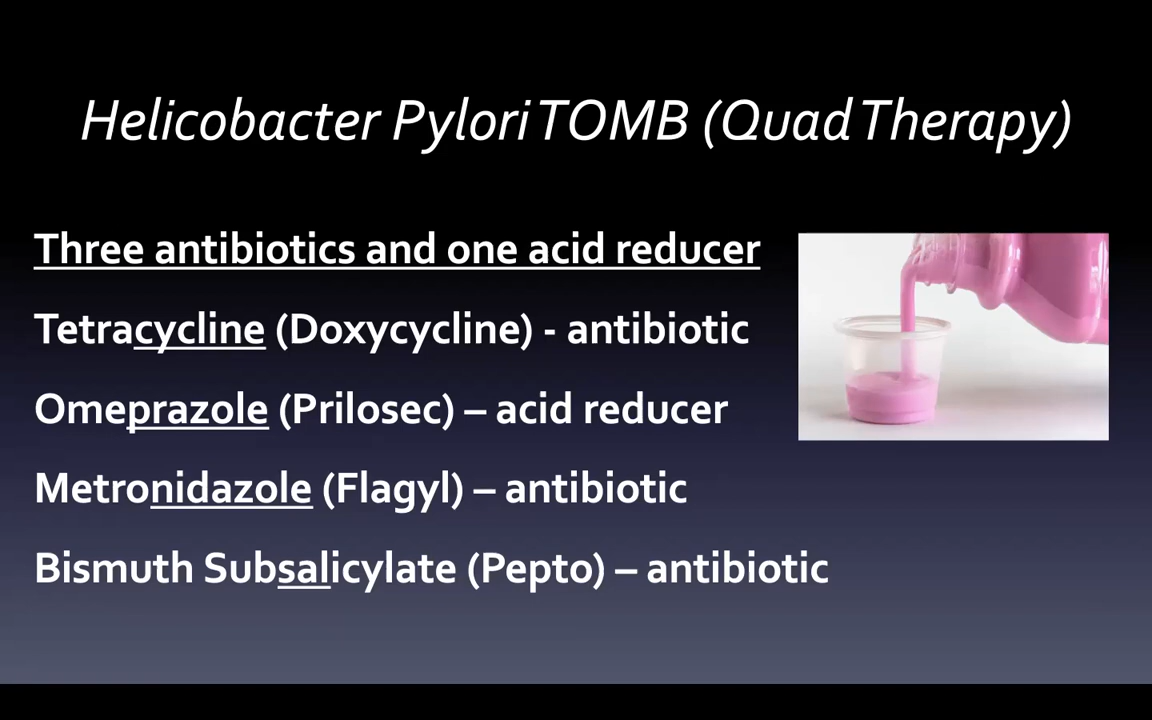 Helicobacter Pylori TOMB (Quad Therapy)
Three antibiotics and one acid reducer
Tetracycline (Doxycycline) - antibiotic
Omeprazole (Prilosec) – acid reducer
Metronidazole (Flagyl) – antibiotic
Bismuth Subsalicylate (Pepto) – antibiotic